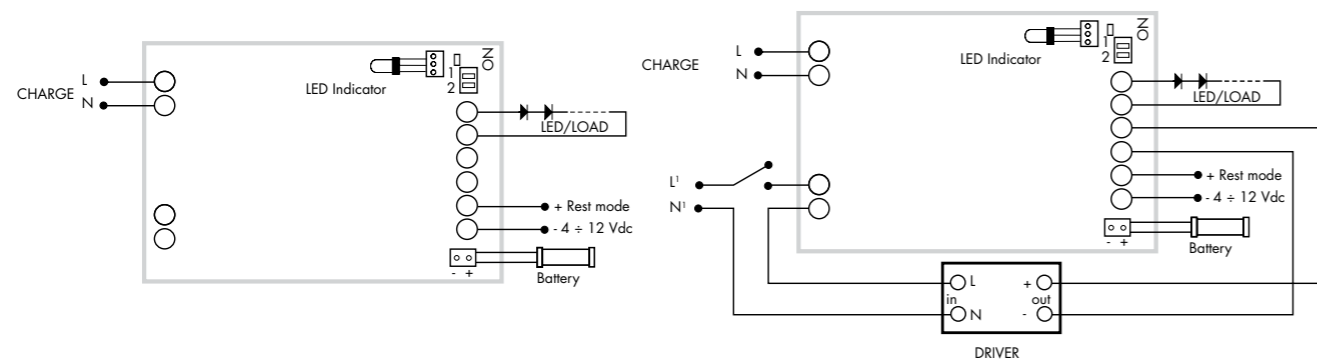 ON
1
2
LED Indicator
L
CHARGE
N
LED/LOAD
+ Rest mode
- 4 ÷ 12 Vdc
- +
Battery
ON
1
2
LED Indicator
L
CHARGE
N
LED/LOAD
L¹
N¹
+ Rest mode
- 4 ÷ 12 Vdc
- +
Battery
L +
in out
N -
DRIVER